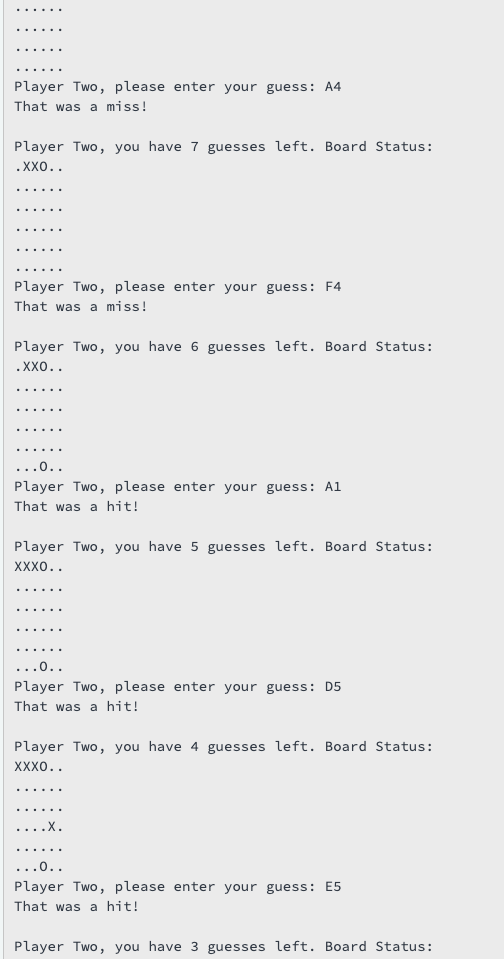 ......
......
......
......
Player Two, please enter your guess: A4
That was a miss!

Player Two, you have 7 guesses left. Board Status:
.XXO..
......
......
......
......
......
Player Two, please enter your guess: F4
That was a miss!

Player Two, you have 6 guesses left. Board Status:
.XXO..
......
......
......
......
...O..
Player Two, please enter your guess: A1
That was a hit!

Player Two, you have 5 guesses left. Board Status:
XXXO..
......
......
......
......
...O..
Player Two, please enter your guess: D5
That was a hit!

Player Two, you have 4 guesses left. Board Status:
XXXO..
......
......
....X.
......
...O..
Player Two, please enter your guess: E5
That was a hit!

Player Two, you have 3 guesses left. Board Status: